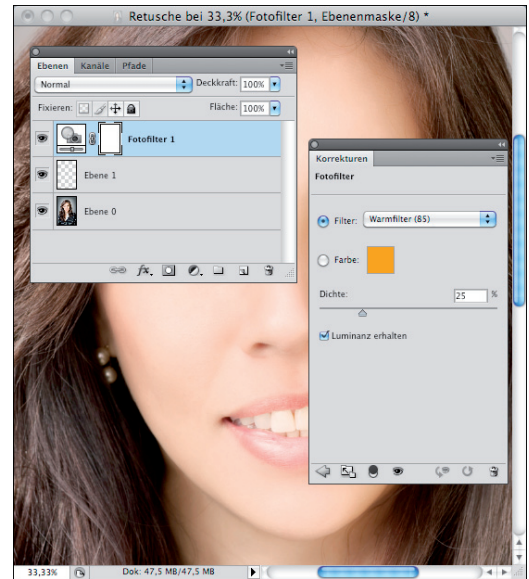 Retusche bei 33,3% (Fotofilter 1, Ebenenmaske/8) *
Ebenen Kanäle Pfade
Normal Deckkraft: 100%
Fixieren: Fläche: 100%
Fotofilter 1
Ebene 1
Ebene 0
fx.
Korrekturen
Fotofilter
Filter: Warmfilter (85)
Farbe:
Dichte: 25 %
Luminanz erhalten
33,33% Dok: 47,5 MB/47,5 MB